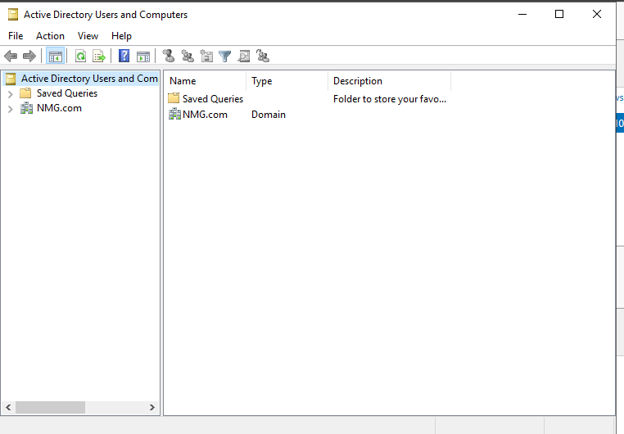 Active Directory Users and Computers
File Action View Help
Active Directory Users and Com
Saved Queries
NMG.com
Name Type Description
Saved Queries Folder to store your favo...
NMG.com Domain